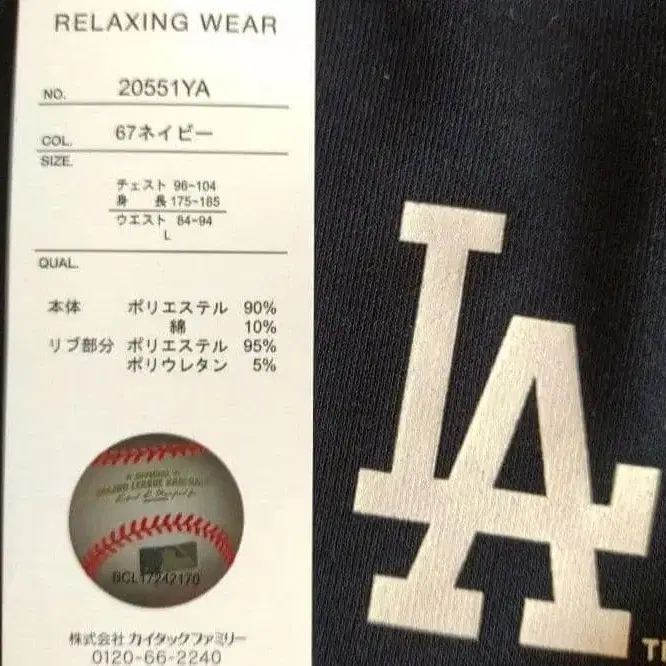 RELAXING WEAR
NO. 20551YA
COL. 67ネイビー
SIZE.
チェスト 96-104
身 長 175-185
ウエスト 84-94
L
QUAL.
本体 ポリエステル 90%
綿 10%
リブ部分 ポリエステル 95%
ポリウレタン 5%
OFFICIAL
MAJOR LEAGUE BASEBALL
BCL17242170
株式会社 カイタックファミリー
0120-66-2240
LA